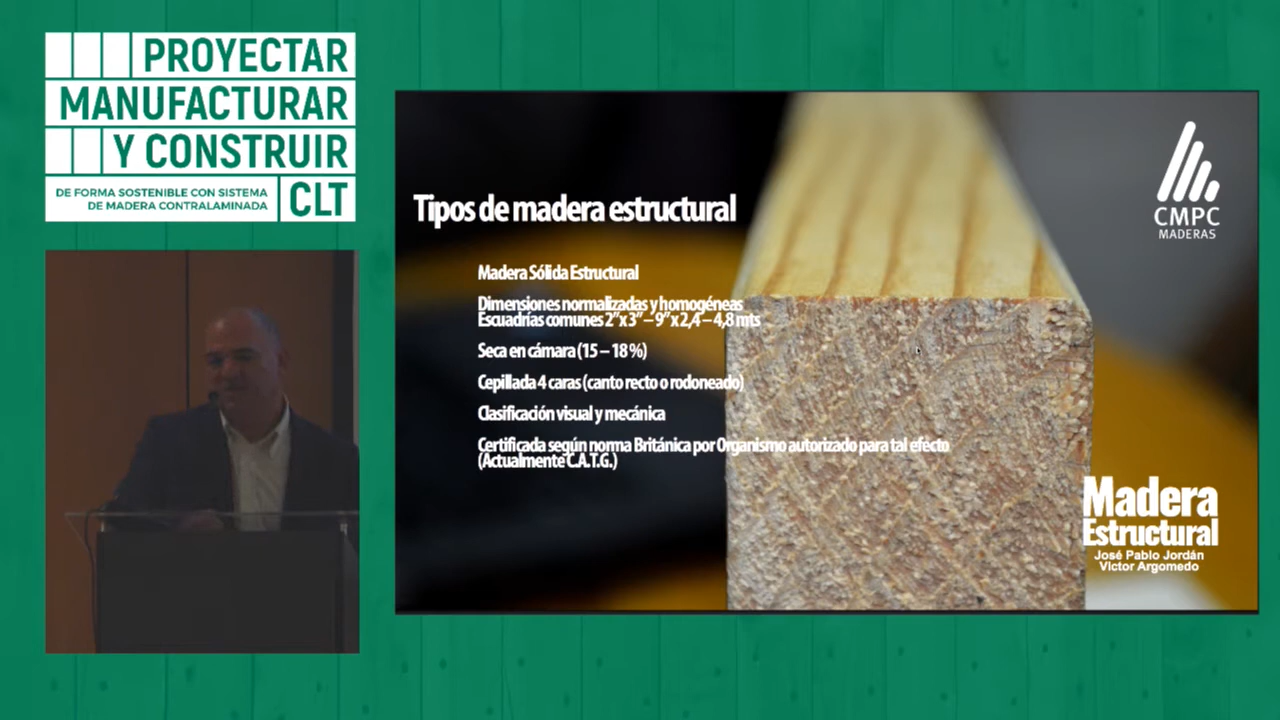 PROYECTAR
MANUFACTURAR
Y CONSTRUIR
DE FORMA SOSTENIBLE CON SISTEMA
DE MADERA CONTRALAMINADA
CLT
Tipos de madera estructural
Madera Sólida Estructural
Dimensiones normalizadas y homogéneas
Escuadrías comunes 2”x 3” – 9” x 2,4 – 4,8 mts
Seca en cámara (15 – 18 %)
Cepillada 4 caras (canto recto o rodoneado)
Clasificación visual y mecánica
Certificada según norma Británica por Organismo autorizado para tal efecto
(Actualmente C.A.T.G.)
CMPC
MADERAS
Madera
Estructural
José Pablo Jordán
Victor Argomedo